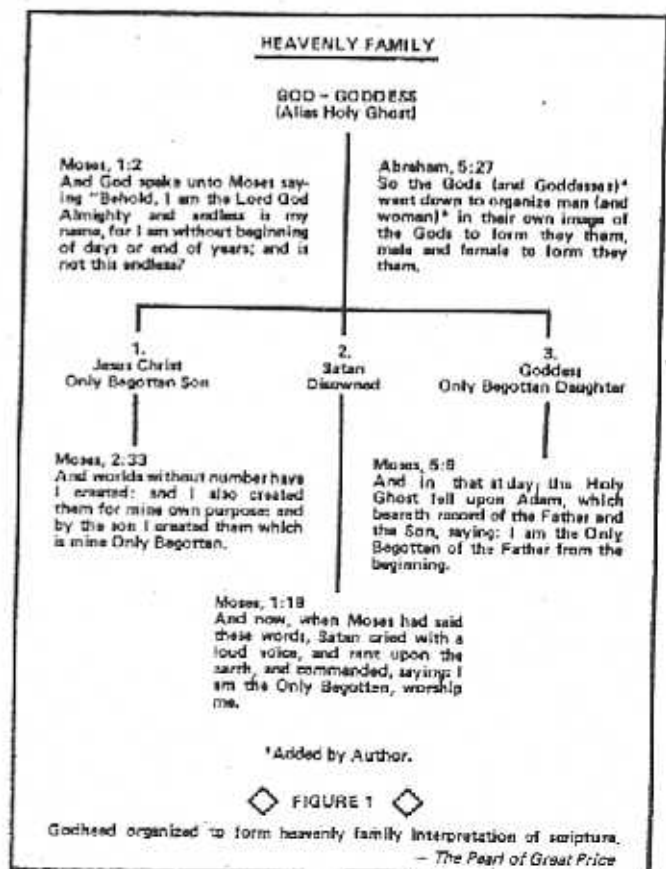 HEAVENLY FAMILY
GOD – GODDESS
(Alias Holy Ghost)
Moses, 1:2
And God spake unto Moses say-
ing "Behold, I am the Lord God
Almighty and endless is my
name, for I am without beginning
of days or end of years; and is
not this endless?
Abraham, 5:27
So the Gods (and Goddesses)*
went down to organize man (and
woman)* in their own image of
the Gods to form they them,
male and female to form they
them.
1.
Jesus Christ
Only Begotten Son
2.
Satan
Disowned
3.
Goddess
Only Begotten Daughter
Moses, 2:33
And worlds without number have
I created: and I also created
them for mine own purpose; and
by the son I created them which
is mine Only Begotten.
Moses, 5:9
And in that at day, the Holy
Ghost fell upon Adam, which
beareth record of the Father and
the Son, saying: I am the Only
Begotten of the Father from the
beginning.
Moses, 1:19
And now, when Moses had said
these words, Satan cried with a
loud voice, and rent upon the
earth, and commanded, saying: I
am the Only Begotten, worship
me.
*Added by Author.
FIGURE 1
Godhead organized to form heavenly family interpretation of scripture.
– The Pearl of Great Price